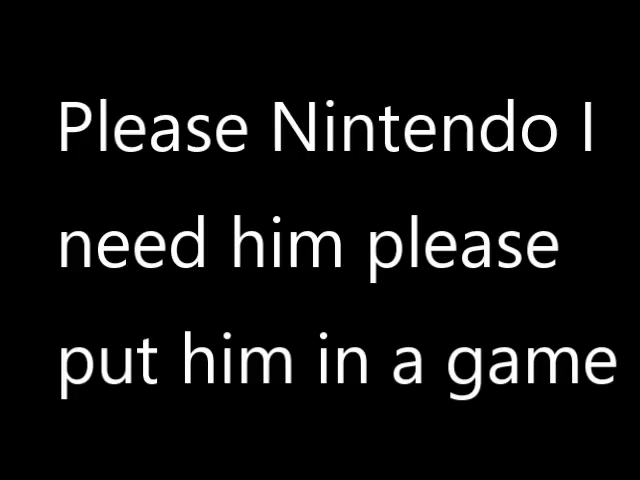 Please Nintendo I
need him please
put him in a game